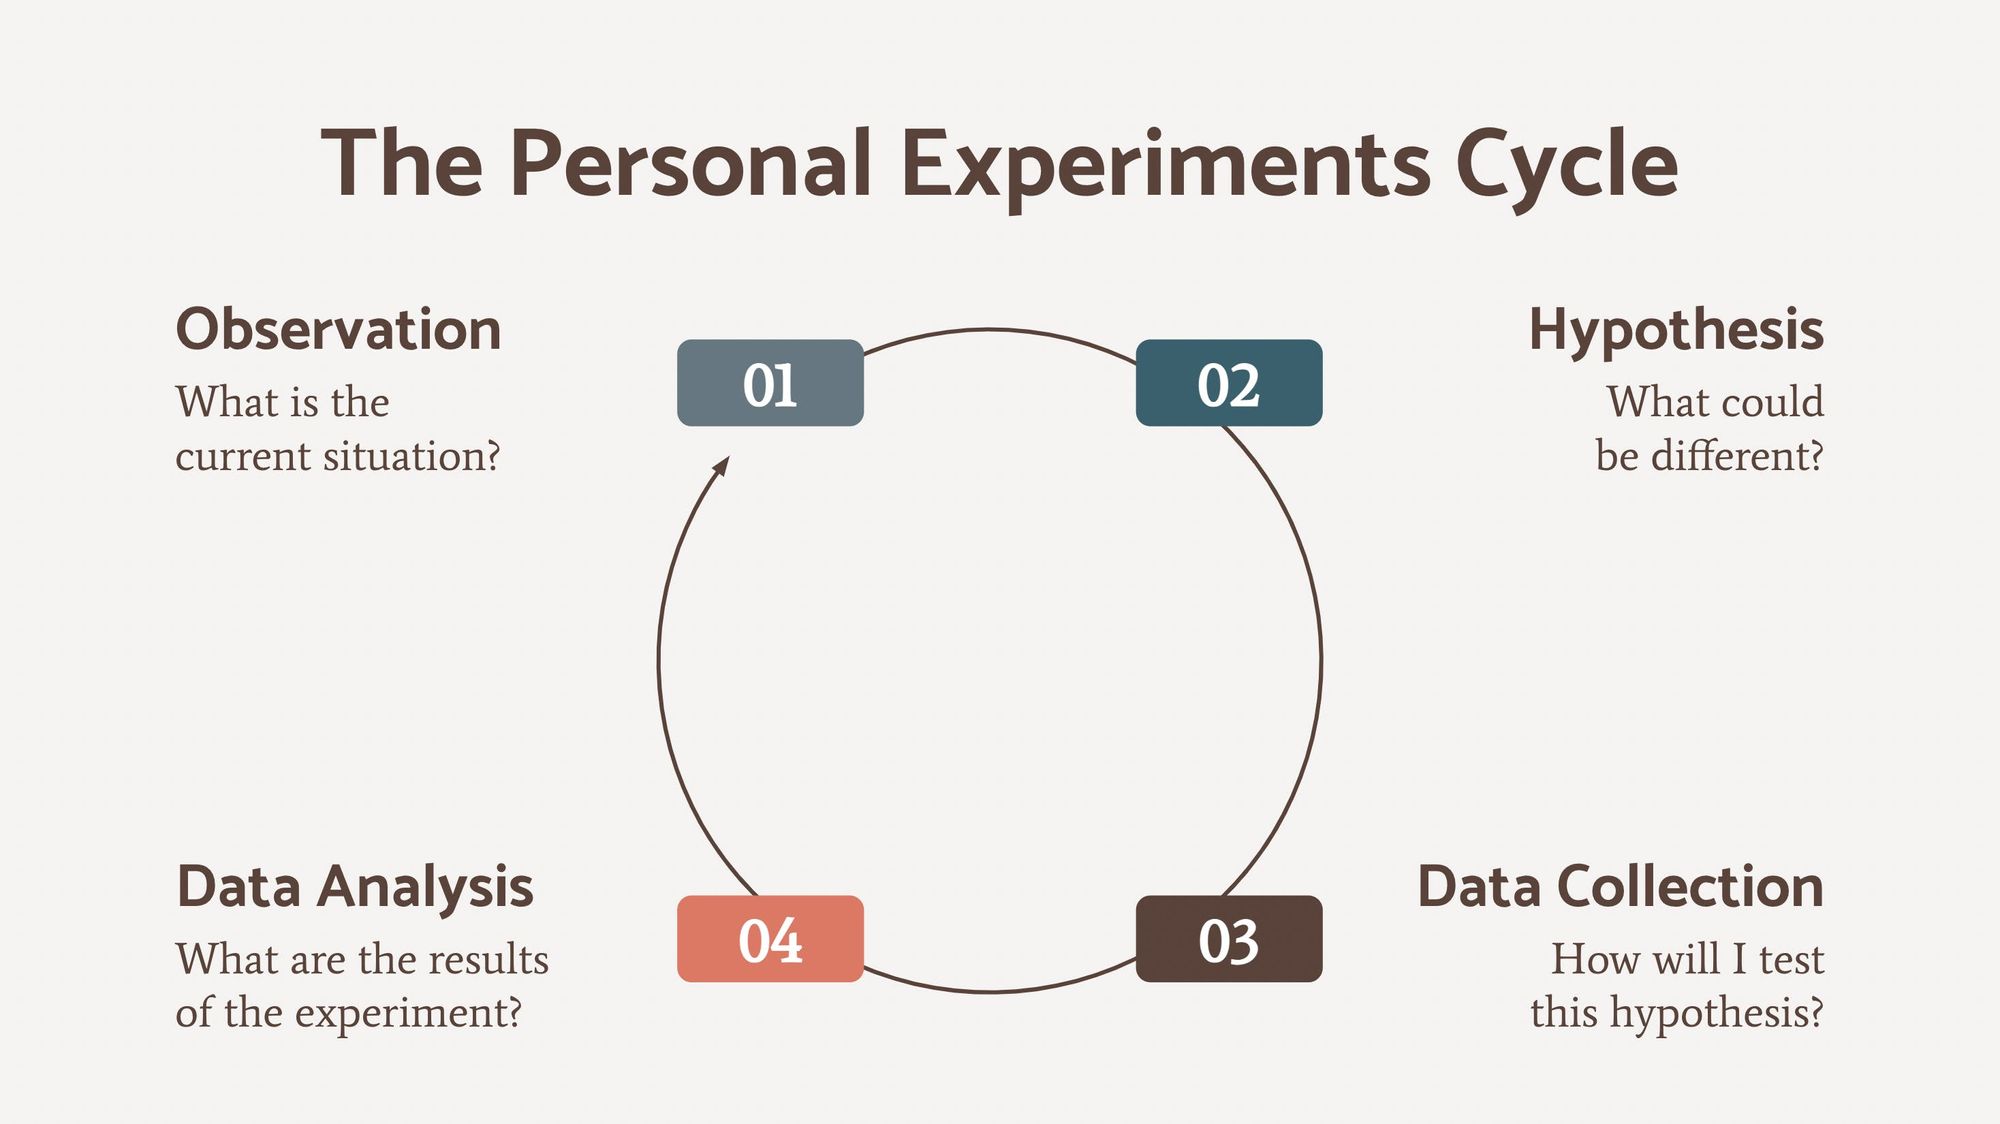 The Personal Experiments Cycle
Observation
What is the
current situation?
01
02
Hypothesis
What could
be different?
Data Analysis
What are the results
of the experiment?
04
03
Data Collection
How will I test
this hypothesis?